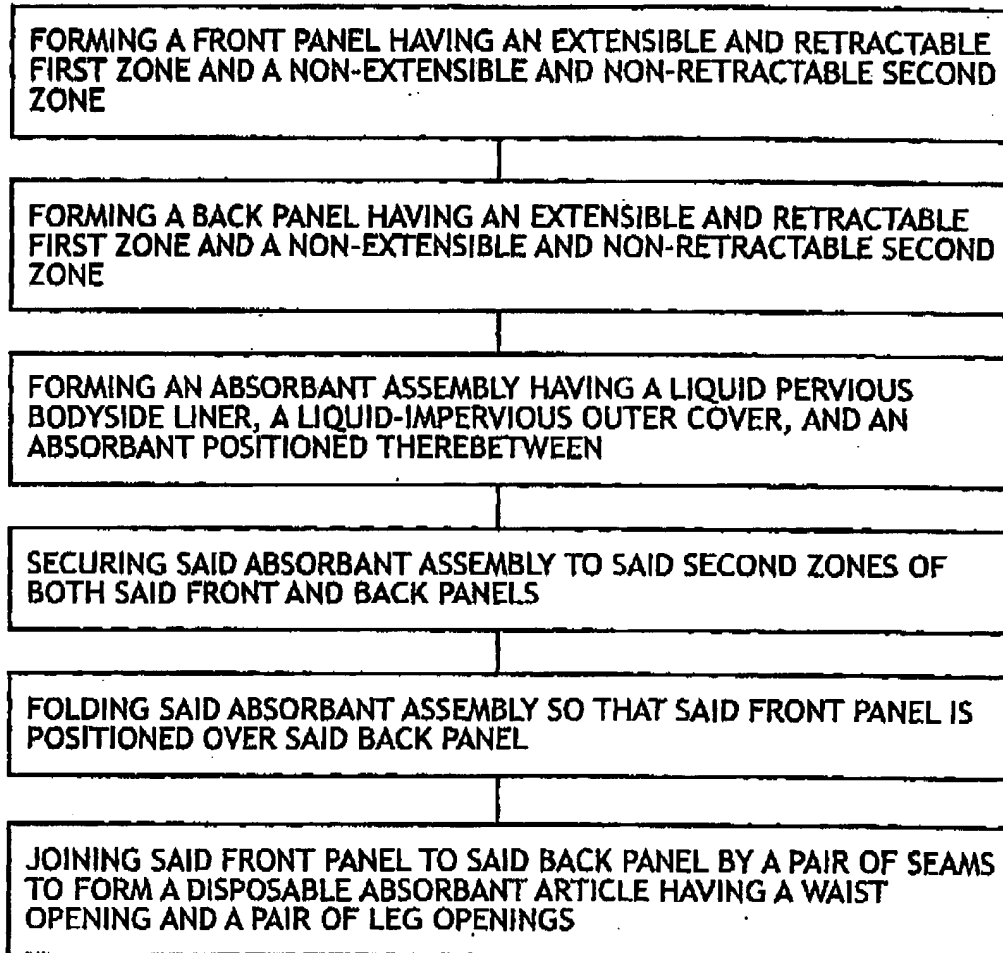 FORMING A FRONT PANEL HAVING AN EXTENSIBLE AND RETRACTABLE
FIRST ZONE AND A NON-EXTENSIBLE AND NON-RETRACTABLE SECOND
ZONE
FORMING A BACK PANEL HAVING AN EXTENSIBLE AND RETRACTABLE
FIRST ZONE AND A NON-EXTENSIBLE AND NON-RETRACTABLE SECOND
ZONE
FORMING AN ABSORBANT ASSEMBLY HAVING A LIQUID PERVIOUS
BODYSIDE LINER, A LIQUID-IMPERVIOUS OUTER COVER, AND AN
ABSORBANT POSITIONED THEREBETWEEN
SECURING SAID ABSORBANT ASSEMBLY TO SAID SECOND ZONES OF
BOTH SAID FRONT AND BACK PANELS
FOLDING SAID ABSORBANT ASSEMBLY SO THAT SAID FRONT PANEL IS
POSITIONED OVER SAID BACK PANEL
JOINING SAID FRONT PANEL TO SAID BACK PANEL BY A PAIR OF SEAMS
TO FORM A DISPOSABLE ABSORBANT ARTICLE HAVING A WAIST
OPENING AND A PAIR OF LEG OPENINGS